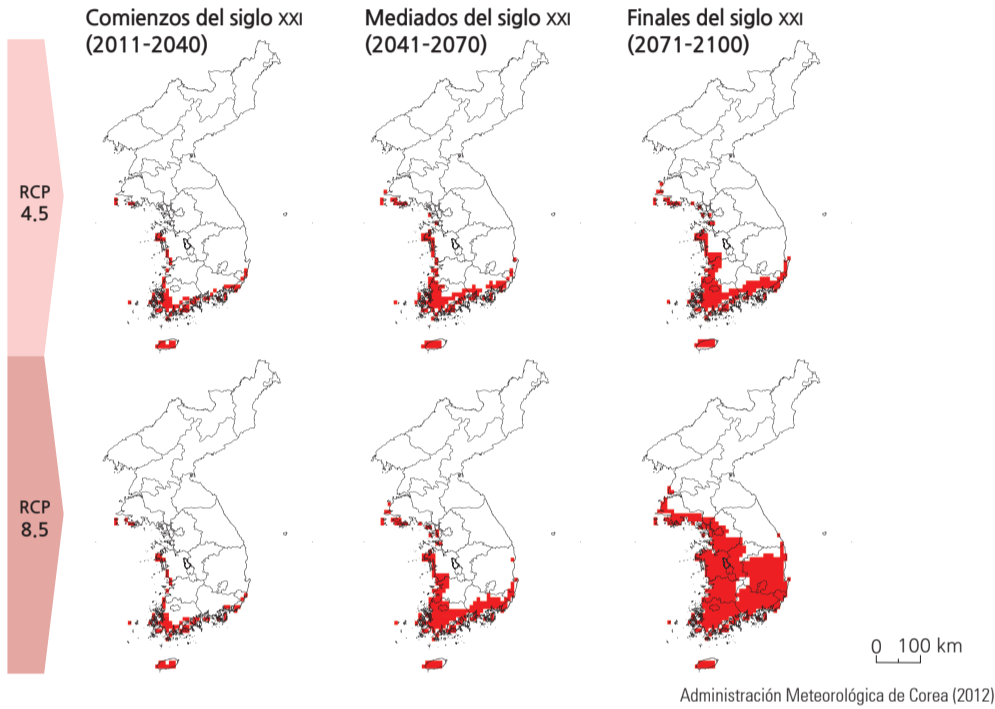 Comienzos del siglo XXI
(2011-2040)
Mediados del siglo XXI
(2041-2070)
Finales del siglo XXI
(2071-2100)
RCP
4.5
RCP
8.5
0 100 km
Administración Meteorológica de Corea (2012)